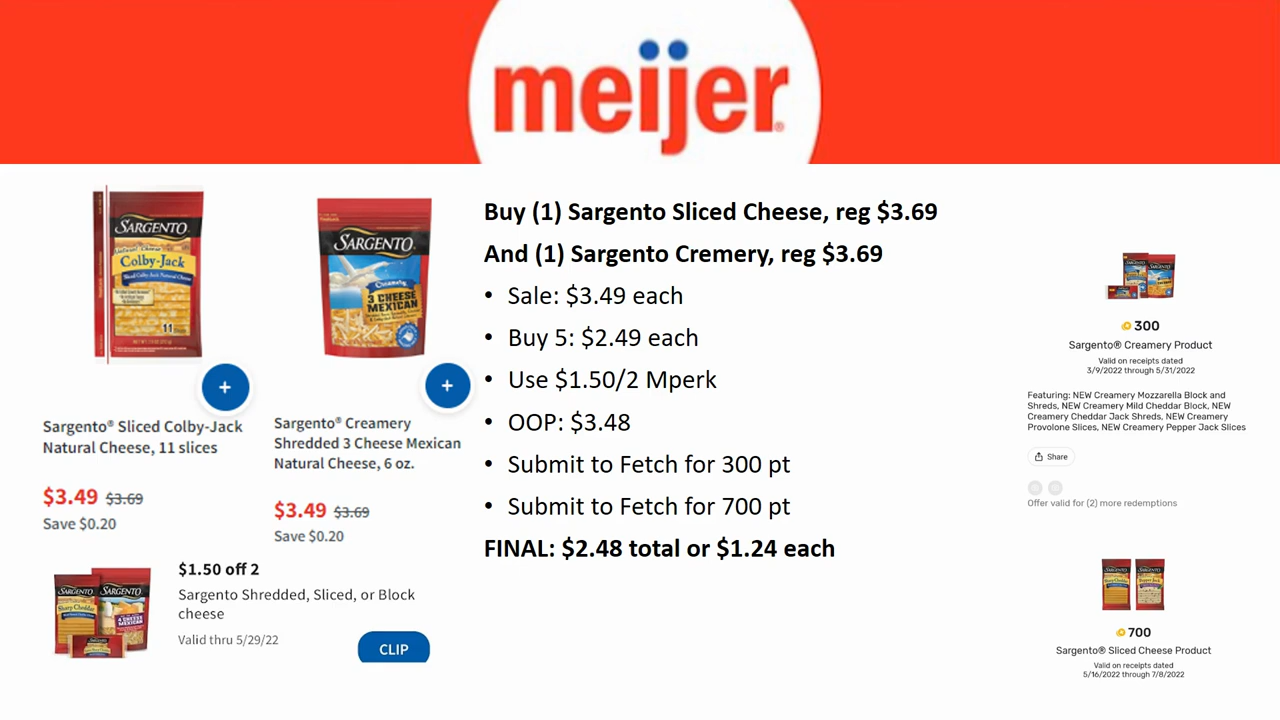 meijer
Buy (1) Sargento Sliced Cheese, reg $3.69
And (1) Sargento Cremery, reg $3.69
• Sale: $3.49 each
• Buy 5: $2.49 each
• Use $1.50/2 Mperk
• OOP: $3.48
• Submit to Fetch for 300 pt
• Submit to Fetch for 700 pt
FINAL: $2.48 total or $1.24 each
SARGENTO
Colby-Jack
11
+
Sargento® Sliced Colby-Jack
Natural Cheese, 11 slices
$3.49 $3.69
Save $0.20
SARGENTO
Creamery
3 CHEESE
MEXICAN
+
Sargento® Creamery
Shredded 3 Cheese Mexican
Natural Cheese, 6 oz.
$3.49 $3.69
Save $0.20
SARGENTO
Sharp Cheddar
SARGENTO
4 CHEESE
MEXICAN
$1.50 off 2
Sargento Shredded, Sliced, or Block
cheese
Valid thru 5/29/22
CLIP
300
Sargento® Creamery Product
Valid on receipts dated
3/9/2022 through 5/31/2022
Featuring: NEW Creamery Mozzarella Block and
Shreds, NEW Creamery Mild Cheddar Block, NEW
Creamery Cheddar Jack Shreds, NEW Creamery
Provolone Slices, NEW Creamery Pepper Jack Slices
Share
Offer valid for (2) more redemptions
SARGENTO
SARGENTO
700
Sargento® Sliced Cheese Product
Valid on receipts dated
5/16/2022 through 7/8/2022